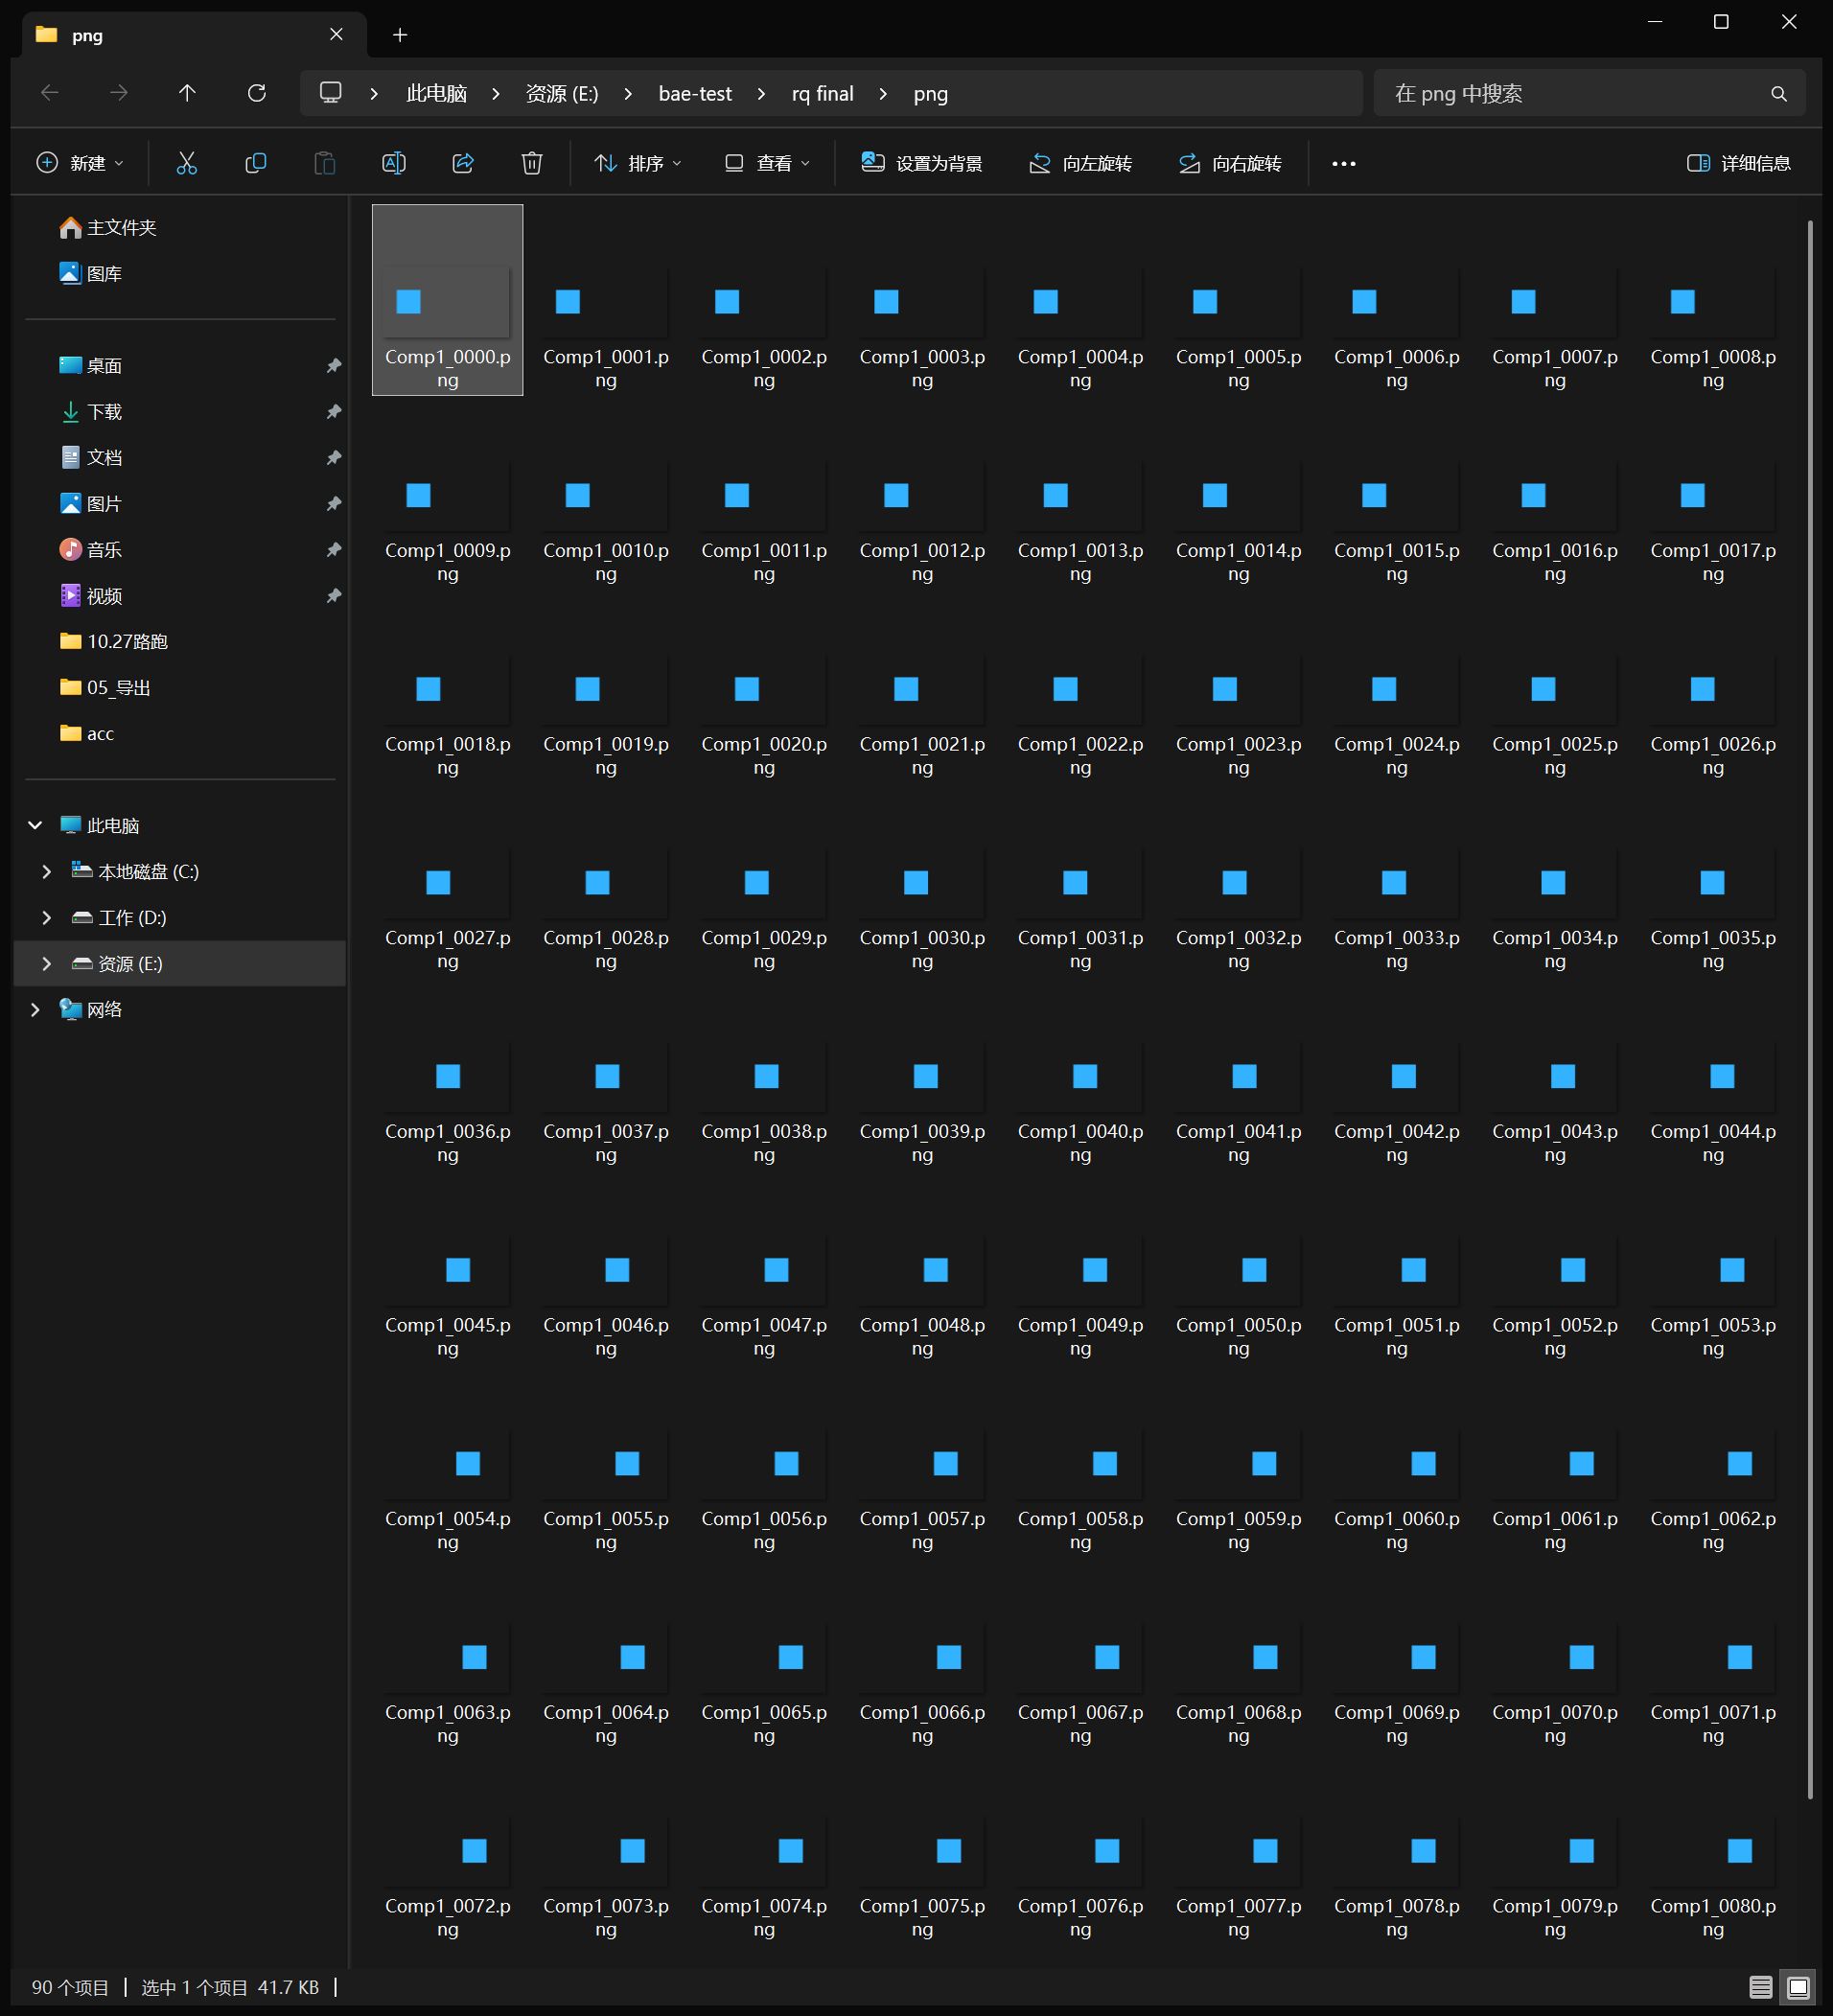 png
此电脑 资源 (E:) bae-test rq final png
在 png 中搜索
新建 排序 查看 设置为背景 向左旋转 向右旋转 详细信息
主文件夹
图库
桌面
下载
文档
图片
音乐
视频
10.27路跑
05_导出
acc
此电脑
本地磁盘 (C:)
工作 (D:)
资源 (E:)
网络
Comp1_0000.p Comp1_0001.p Comp1_0002.p Comp1_0003.p Comp1_0004.p Comp1_0005.p Comp1_0006.p Comp1_0007.p Comp1_0008.p
ng ng ng ng ng ng ng ng ng
Comp1_0009.p Comp1_0010.p Comp1_0011.p Comp1_0012.p Comp1_0013.p Comp1_0014.p Comp1_0015.p Comp1_0016.p Comp1_0017.p
ng ng ng ng ng ng ng ng ng
Comp1_0018.p Comp1_0019.p Comp1_0020.p Comp1_0021.p Comp1_0022.p Comp1_0023.p Comp1_0024.p Comp1_0025.p Comp1_0026.p
ng ng ng ng ng ng ng ng ng
Comp1_0027.p Comp1_0028.p Comp1_0029.p Comp1_0030.p Comp1_0031.p Comp1_0032.p Comp1_0033.p Comp1_0034.p Comp1_0035.p
ng ng ng ng ng ng ng ng ng
Comp1_0036.p Comp1_0037.p Comp1_0038.p Comp1_0039.p Comp1_0040.p Comp1_0041.p Comp1_0042.p Comp1_0043.p Comp1_0044.p
ng ng ng ng ng ng ng ng ng
Comp1_0045.p Comp1_0046.p Comp1_0047.p Comp1_0048.p Comp1_0049.p Comp1_0050.p Comp1_0051.p Comp1_0052.p Comp1_0053.p
ng ng ng ng ng ng ng ng ng
Comp1_0054.p Comp1_0055.p Comp1_0056.p Comp1_0057.p Comp1_0058.p Comp1_0059.p Comp1_0060.p Comp1_0061.p Comp1_0062.p
ng ng ng ng ng ng ng ng ng
Comp1_0063.p Comp1_0064.p Comp1_0065.p Comp1_0066.p Comp1_0067.p Comp1_0068.p Comp1_0069.p Comp1_0070.p Comp1_0071.p
ng ng ng ng ng ng ng ng ng
Comp1_0072.p Comp1_0073.p Comp1_0074.p Comp1_0075.p Comp1_0076.p Comp1_0077.p Comp1_0078.p Comp1_0079.p Comp1_0080.p
ng ng ng ng ng ng ng ng ng
90 个项目 选中 1 个项目 41.7 KB